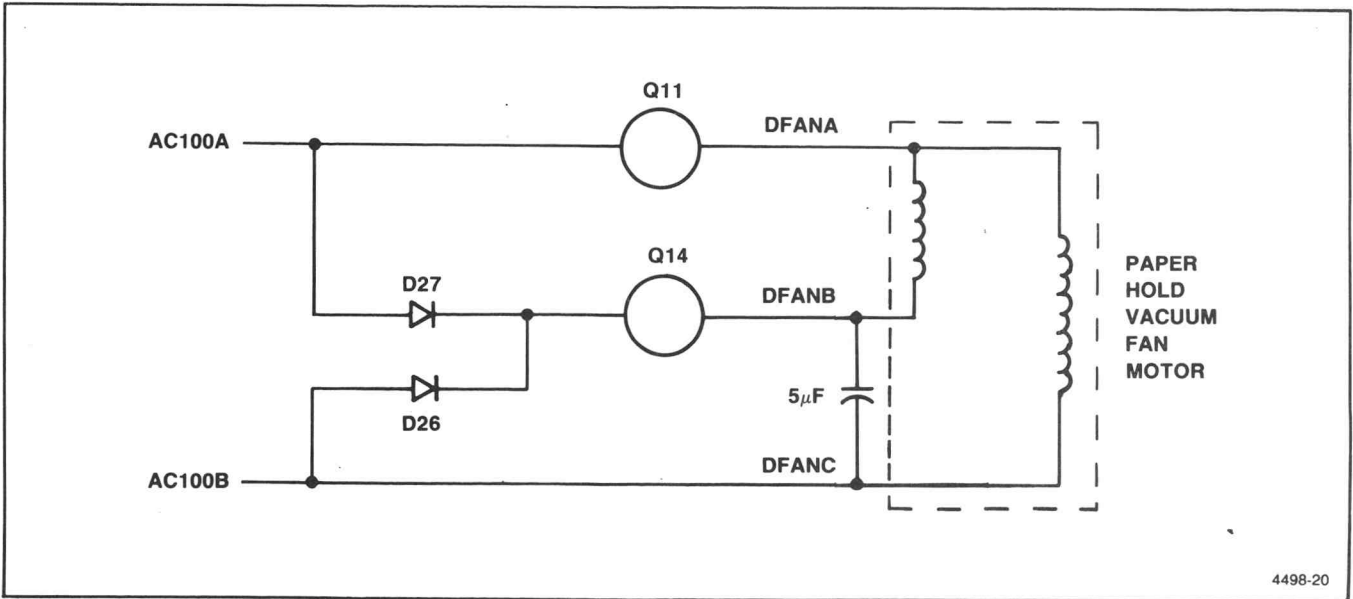 Q11
AC100A
DFANA
Q14
D27
DFANB
PAPER
HOLD
VACUUM
FAN
MOTOR
5μF
D26
DFANC
AC100B
4498-20